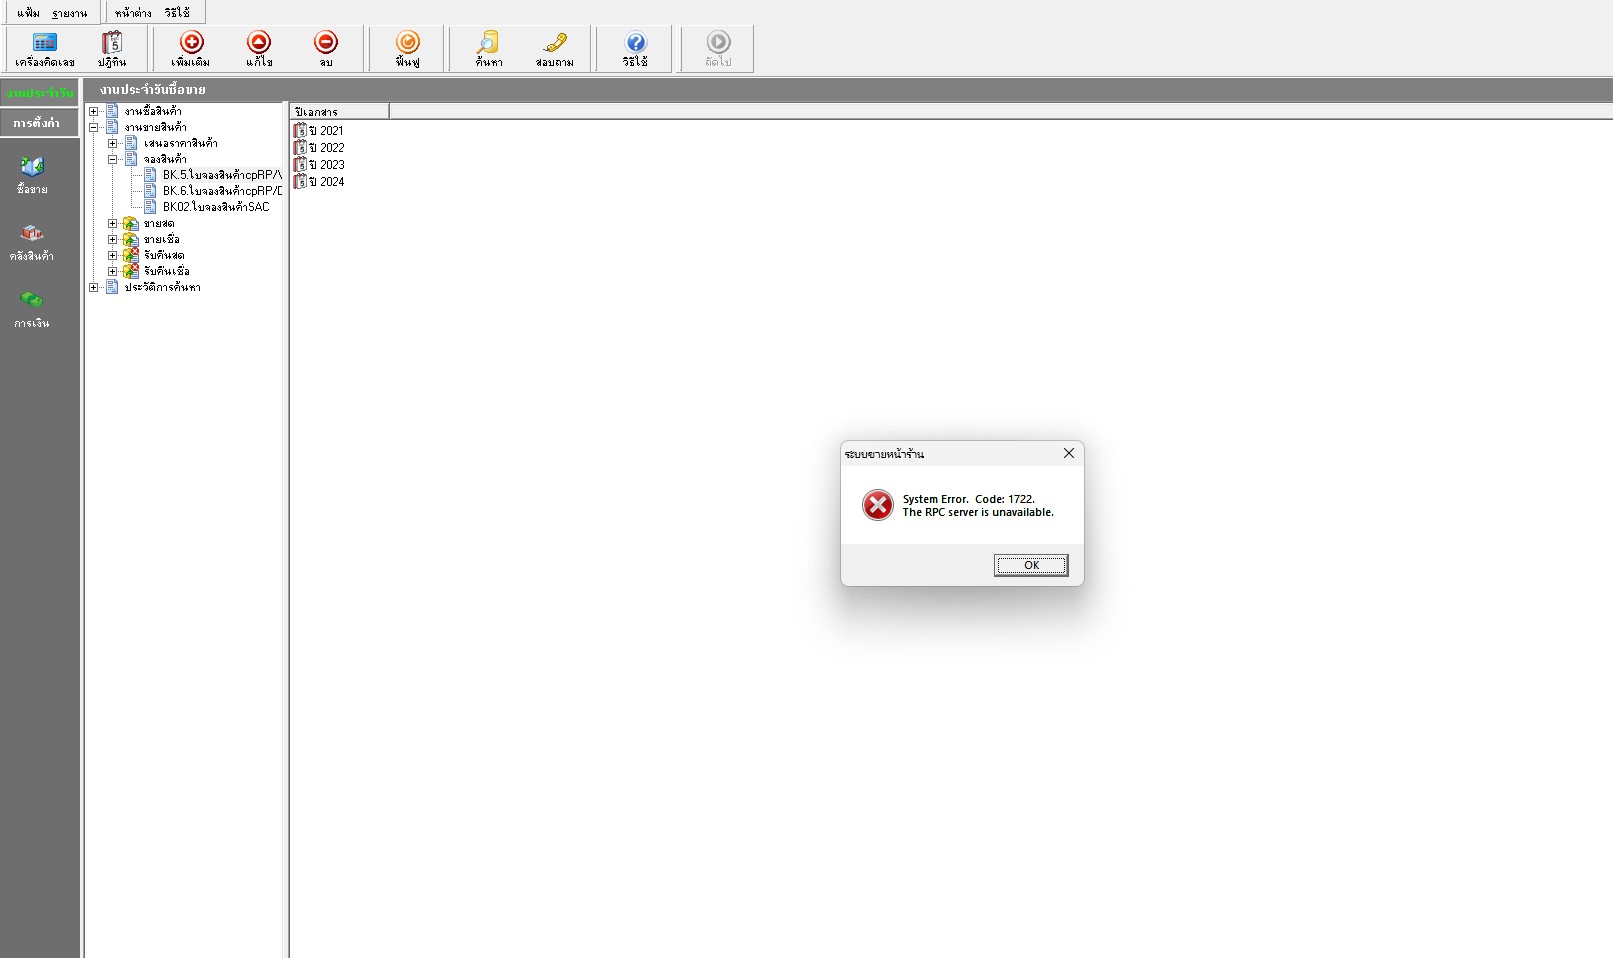 แฟ้ม รายงาน หน้าต่าง วิธีใช้
เครื่องคิดเลข ปฏิทิน เพิ่มเติม แก้ไข ลบ ฟื้นฟู ค้นหา สอบถาม วิธีใช้ ถัดไป
งานประจำวัน
งานประจำวันซื้อขาย
การตั้งค่า
ซื้อขาย
คลังสินค้า
การเงิน
งานซื้อสินค้า
งานขายสินค้า
เสนอราคาสินค้า
จองสินค้า
BK.5.ใบจองสินค้าcpRP/V
BK.6.ใบจองสินค้าcpRP/D
BK02.ใบจองสินค้าSAC
ขายสด
ขายเชื่อ
รับคืนสด
รับคืนเชื่อ
ประวัติการค้นหา
ปีเอกสาร
ปี 2021
ปี 2022
ปี 2023
ปี 2024
ระบบขายหน้าร้าน
System Error. Code: 1722.
The RPC server is unavailable.
OK